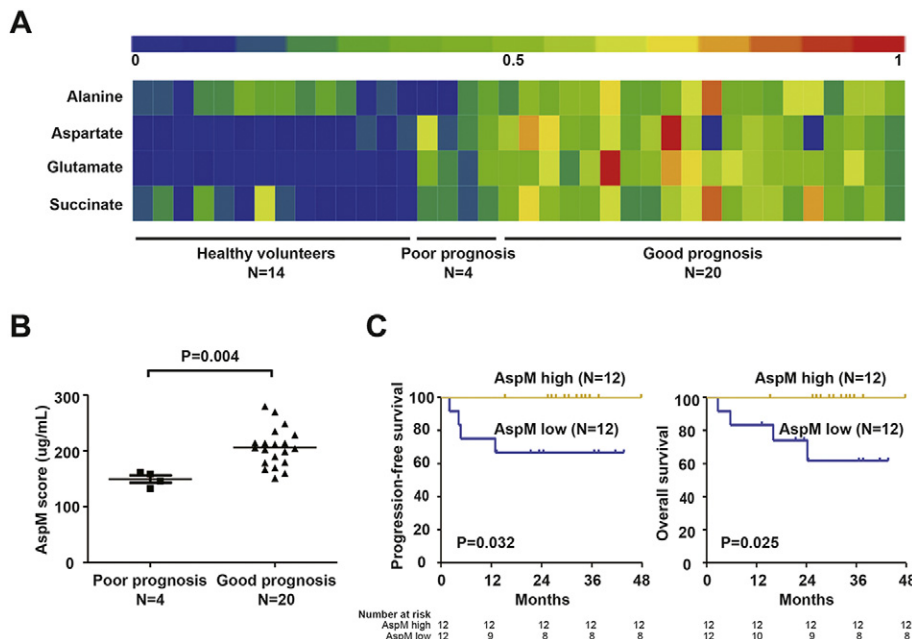 A
0 0.5 1
Alanine
Aspartate
Glutamate
Succinate
Healthy volunteers Poor prognosis Good prognosis
N=14 N=4 N=20
B
P=0.004
AspM score (ug/mL)
300
200
100
0
Poor prognosis Good prognosis
N=4 N=20
C
AspM high (N=12)
AspM low (N=12)
Progression-free survival
100
80
60
40
20
0
P=0.032
0 12 24 36 48
Months
AspM high (N=12)
AspM low (N=12)
Overall survival
100
80
60
40
20
0
P=0.025
0 12 24 36 48
Months
Number at risk
AspM high 12 12 12 12 12 12 12 12 12 12
AspM low 12 9 8 8 8 12 10 9 8 8